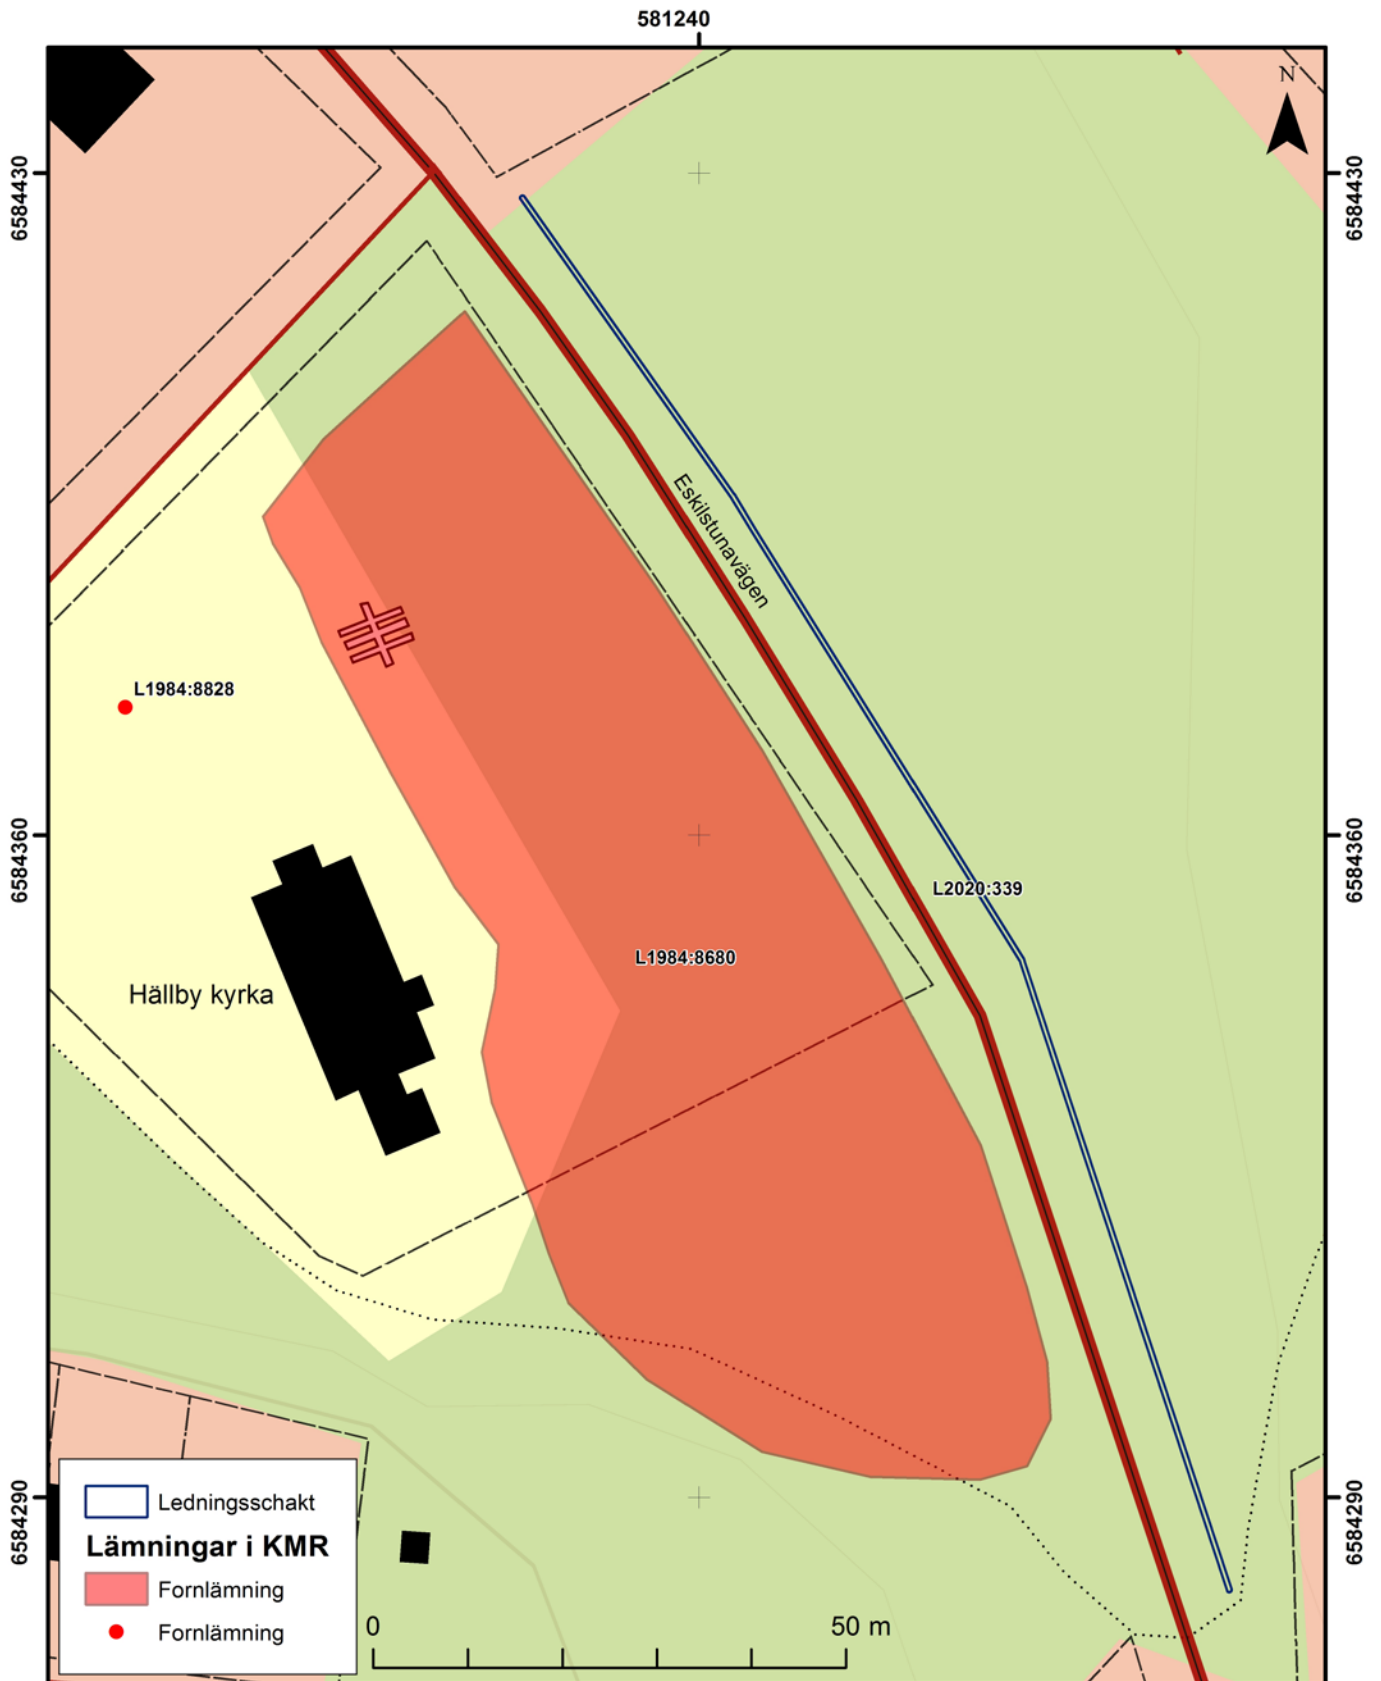 581240
N
6584430
6584430
Eskilstunavägen
L1984:8828
6584360
6584360
L2020:339
L1984:8680
Hällby kyrka
6584290
6584290
Ledningsschakt
Lämningar i KMR
Fornlämning
Fornlämning
0 50 m